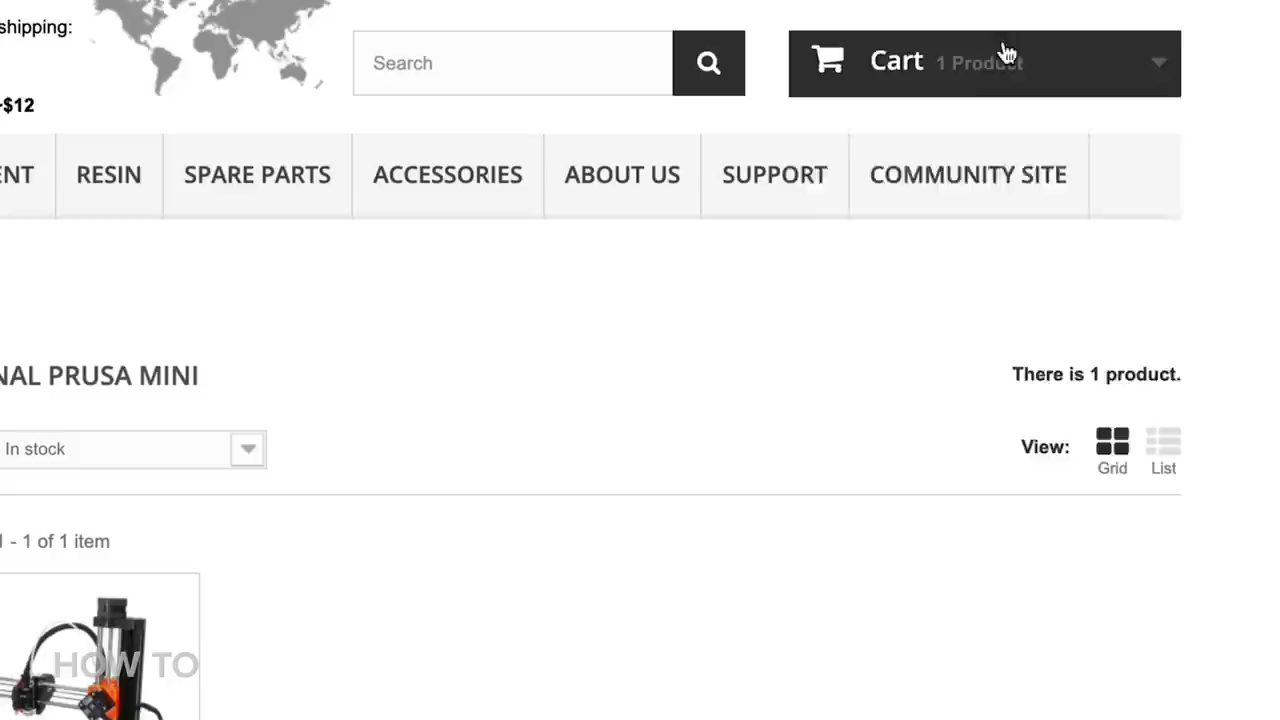 shipping:
Search
Cart 1 Product
$12
ENT RESIN SPARE PARTS ACCESSORIES ABOUT US SUPPORT COMMUNITY SITE
NAL PRUSA MINI
There is 1 product.
In stock
View:
Grid List
1 - 1 of 1 item
HOW TO